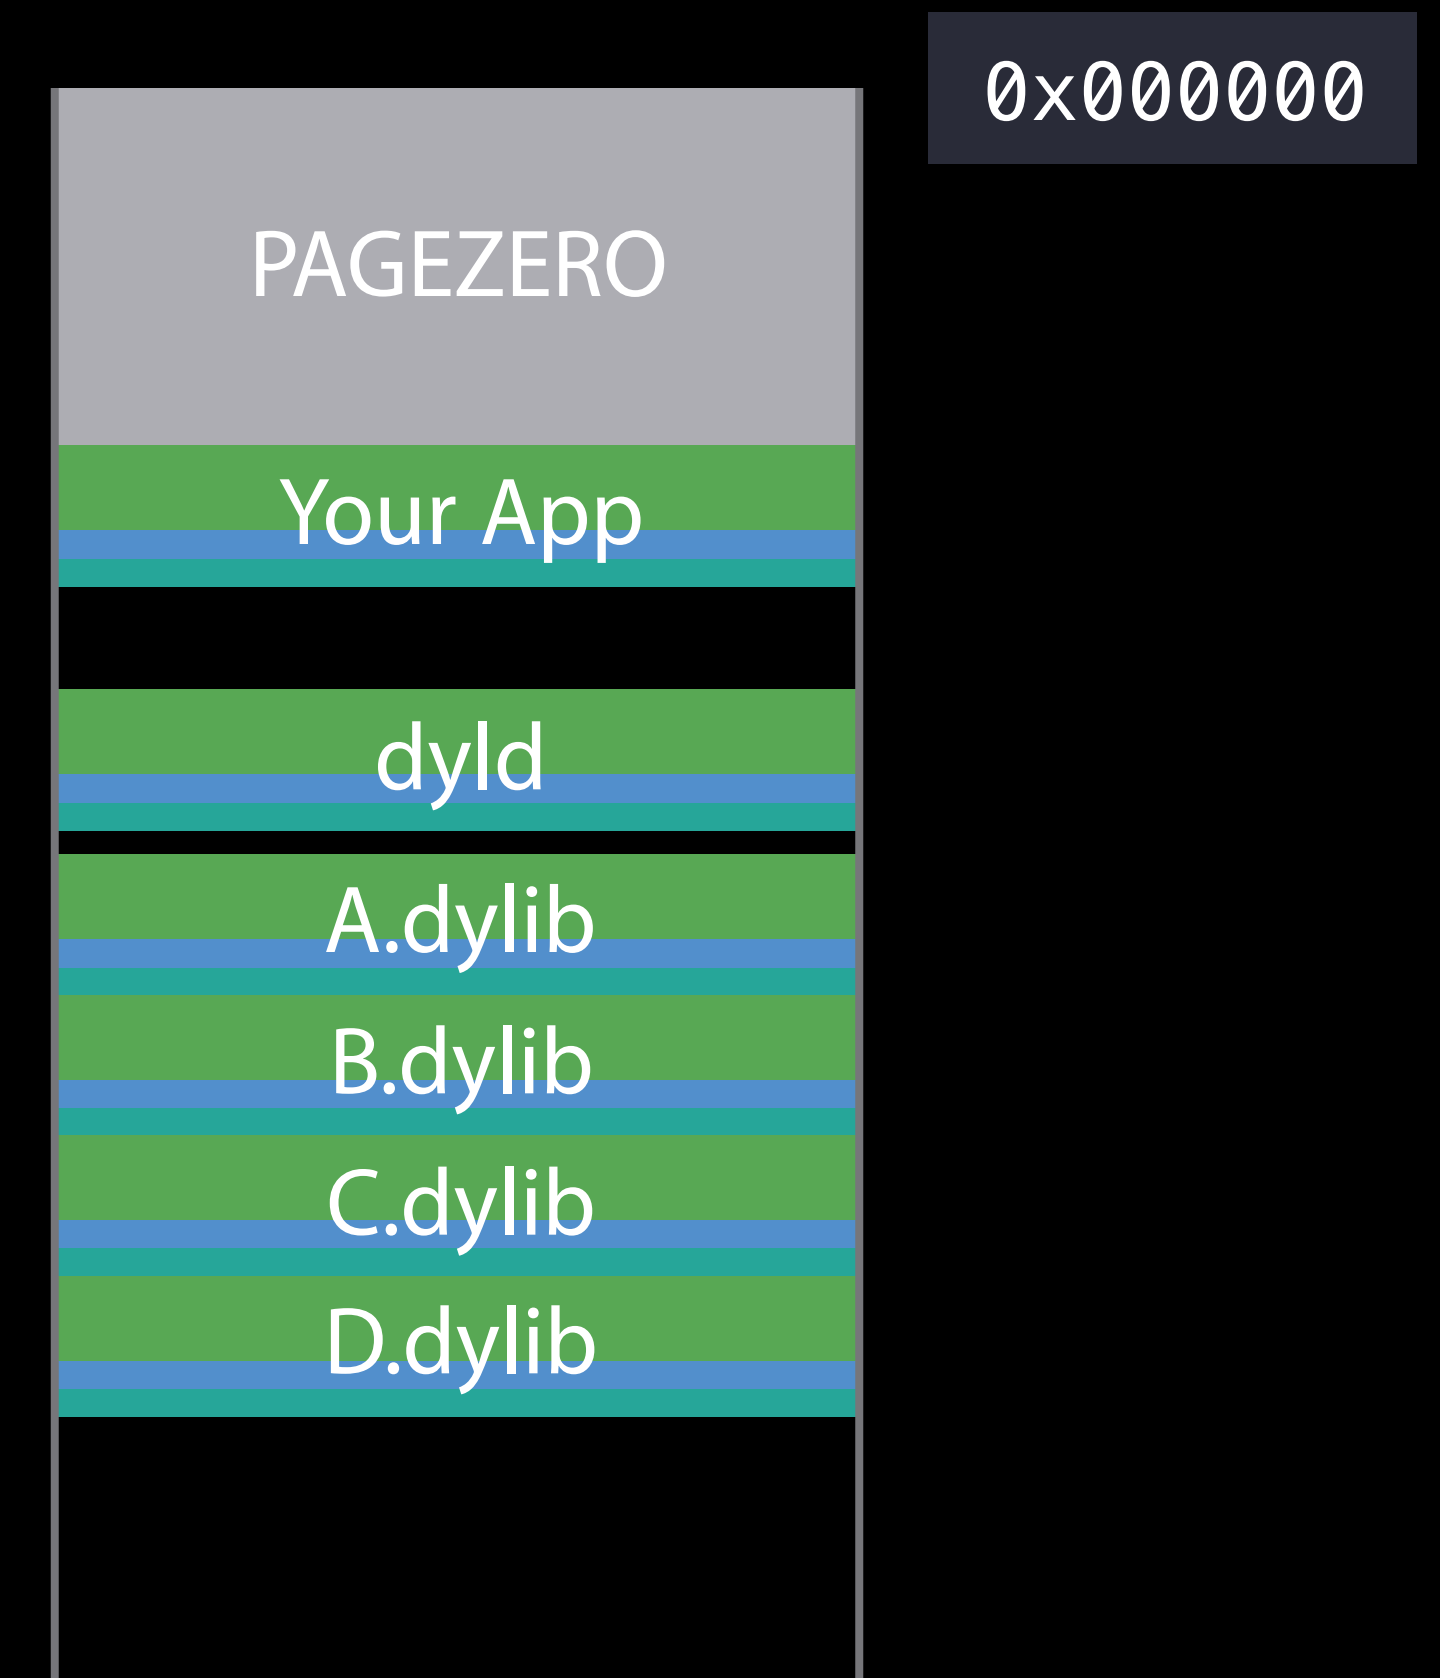 0x000000
PAGEZERO
Your App
dyld
A.dylib
B.dylib
C.dylib
D.dylib